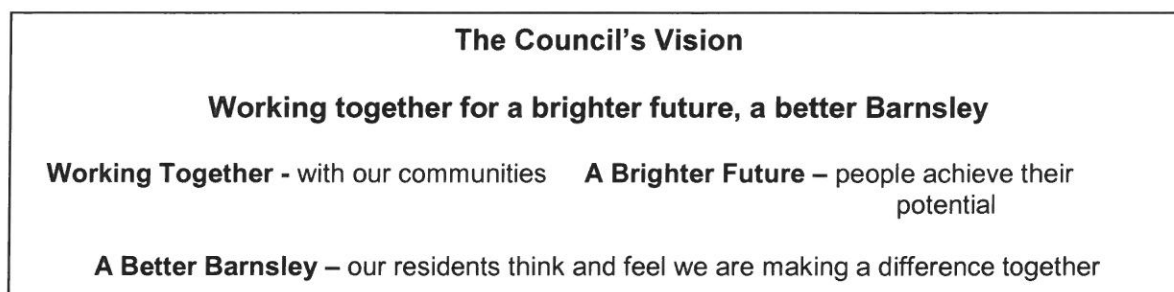 The Council's Vision
Working together for a brighter future, a better Barnsley
Working Together - with our communities A Brighter Future – people achieve their
potential
A Better Barnsley – our residents think and feel we are making a difference together